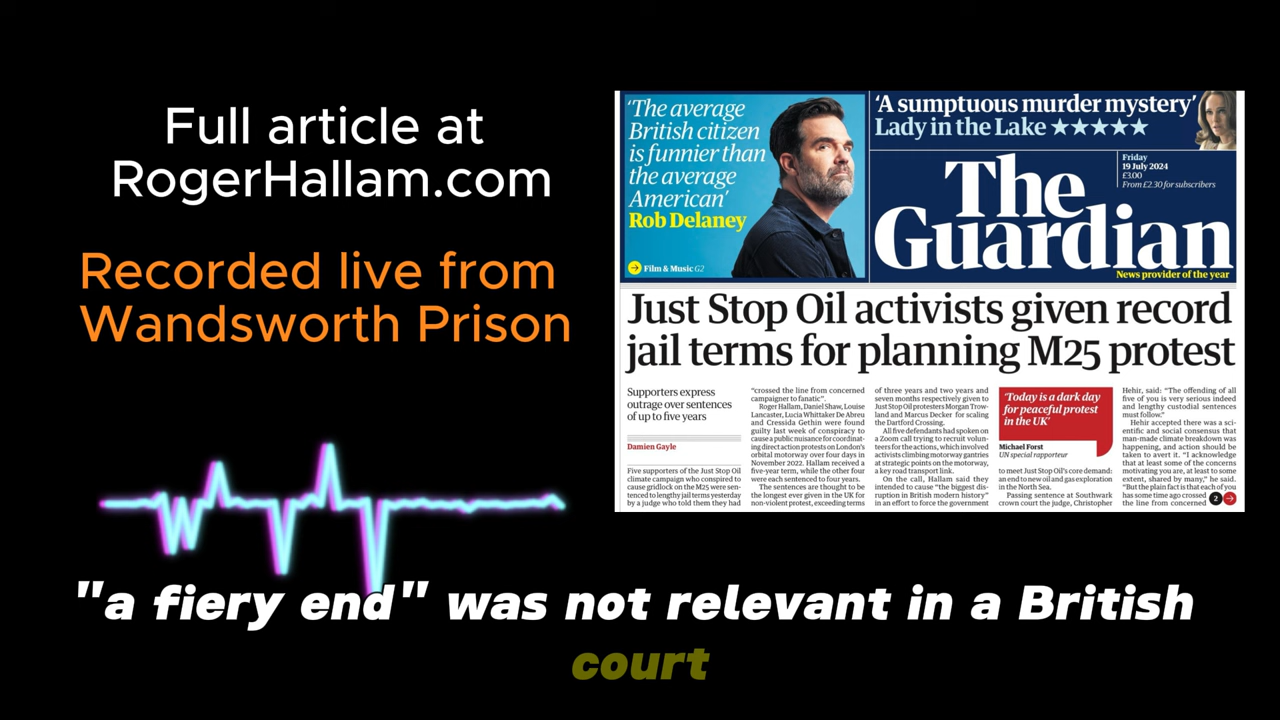 Full article at
RogerHallam.com
Recorded live from
Wandsworth Prison
'The average
British citizen
is funnier than
the average
American'
Rob Delaney
Film & Music G2
'A sumptuous murder mystery'
Lady in the Lake ★★★★★
The
Guardian
Friday
19 July 2024
£3.00
From £2.30 for subscribers
News provider of the year
Just Stop Oil activists given record
jail terms for planning M25 protest
Supporters express
outrage over sentences
of up to five years
Damien Gayle
Five supporters of the Just Stop Oil
climate campaign who conspired to
cause gridlock on the M25 were sen-
tenced to lengthy jail terms yesterday
by a judge who told them they had
"crossed the line from concerned
campaigner to fanatic".
Roger Hallam, Daniel Shaw, Louise
Lancaster, Lucia Whittaker De Abreu
and Cressida Gethin were found
guilty last week of conspiracy to
cause a public nuisance for coordinat-
ing direct action protests on London's
orbital motorway over four days in
November 2022. Hallam received a
five-year term, while the other four
were each sentenced to four years.
The sentences are thought to be
the longest ever given in the UK for
non-violent protest, exceeding terms
of three years and two years and
seven months respectively given to
Just Stop Oil protesters Morgan Trow-
land and Marcus Decker for scaling
the Dartford Crossing.
All five defendants had spoken on
a Zoom call trying to recruit volun-
teers for the actions, which involved
activists climbing motorway gantries
at strategic points on the motorway,
a key road transport link.
On the call, Hallam said they
intended to cause "the biggest dis-
ruption in British modern history"
in an effort to force the government
'Today is a dark day
for peaceful protest
in the UK'
Michael Forst
UN special rapporteur
to meet Just Stop Oil's core demand:
an end to new oil and gas exploration
in the North Sea.
Passing sentence at Southwark
crown court the judge, Christopher
Hehir, said: "The offending of all
five of you is very serious indeed
and lengthy custodial sentences
must follow."
Hehir accepted there was a sci-
entific and social consensus that
man-made climate breakdown was
happening, and action should be
taken to avert it. "I acknowledge
that at least some of the concerns
motivating you are, at least to some
extent, shared by many," he said.
"But the plain fact is that each of you
has some time ago crossed
the line from concerned
2
"a fiery end" was not relevant in a British
court